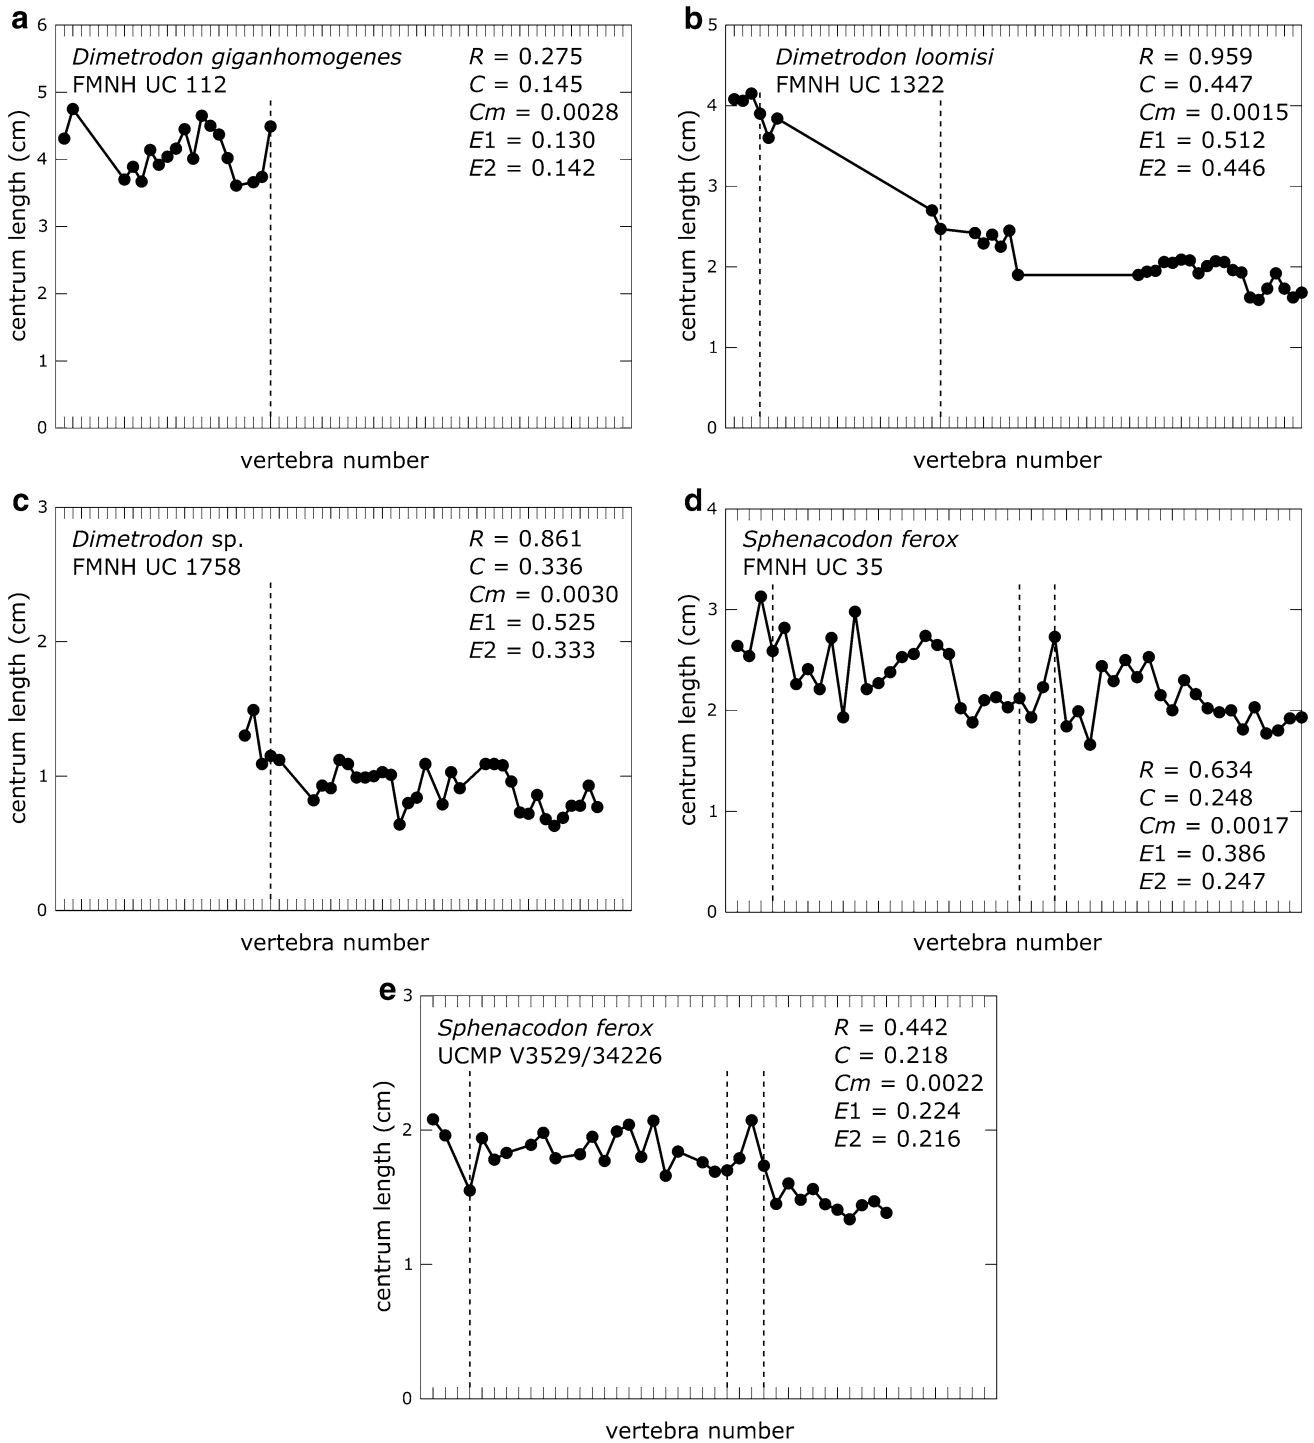 a
6
5
4
3
2
1
0
centrum length (cm)
Dimetrodon giganhomogenes
FMNH UC 112
R = 0.275
C = 0.145
Cm = 0.0028
E1 = 0.130
E2 = 0.142
vertebra number
b
5
4
3
2
1
0
centrum length (cm)
Dimetrodon loomisi
FMNH UC 1322
R = 0.959
C = 0.447
Cm = 0.0015
E1 = 0.512
E2 = 0.446
vertebra number
c
3
2
1
0
centrum length (cm)
Dimetrodon sp.
FMNH UC 1758
R = 0.861
C = 0.336
Cm = 0.0030
E1 = 0.525
E2 = 0.333
vertebra number
d
4
3
2
1
0
centrum length (cm)
Sphenacodon ferox
FMNH UC 35
R = 0.634
C = 0.248
Cm = 0.0017
E1 = 0.386
E2 = 0.247
vertebra number
e
3
2
1
0
centrum length (cm)
Sphenacodon ferox
UCMP V3529/34226
R = 0.442
C = 0.218
Cm = 0.0022
E1 = 0.224
E2 = 0.216
vertebra number